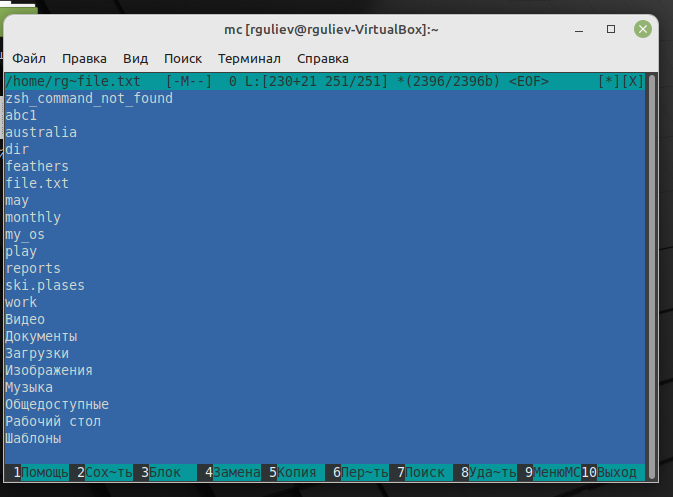 mc [rguliev@rguliev-VirtualBox]:~
Файл Правка Вид Поиск Терминал Справка
/home/rg~file.txt [-M--] 0 L:[230+21 251/251] *(2396/2396b) <EOF> [*][X]
zsh_command_not_found
abc1
australia
dir
feathers
file.txt
may
monthly
my_os
play
reports
ski.plases
work
Видео
Документы
Загрузки
Изображения
Музыка
Общедоступные
Рабочий стол
Шаблоны
1Помощь 2Сох~ть 3Блок 4Замена 5Копия 6Пер~ть 7Поиск 8Уда~ть 9МенюMC 10Выход